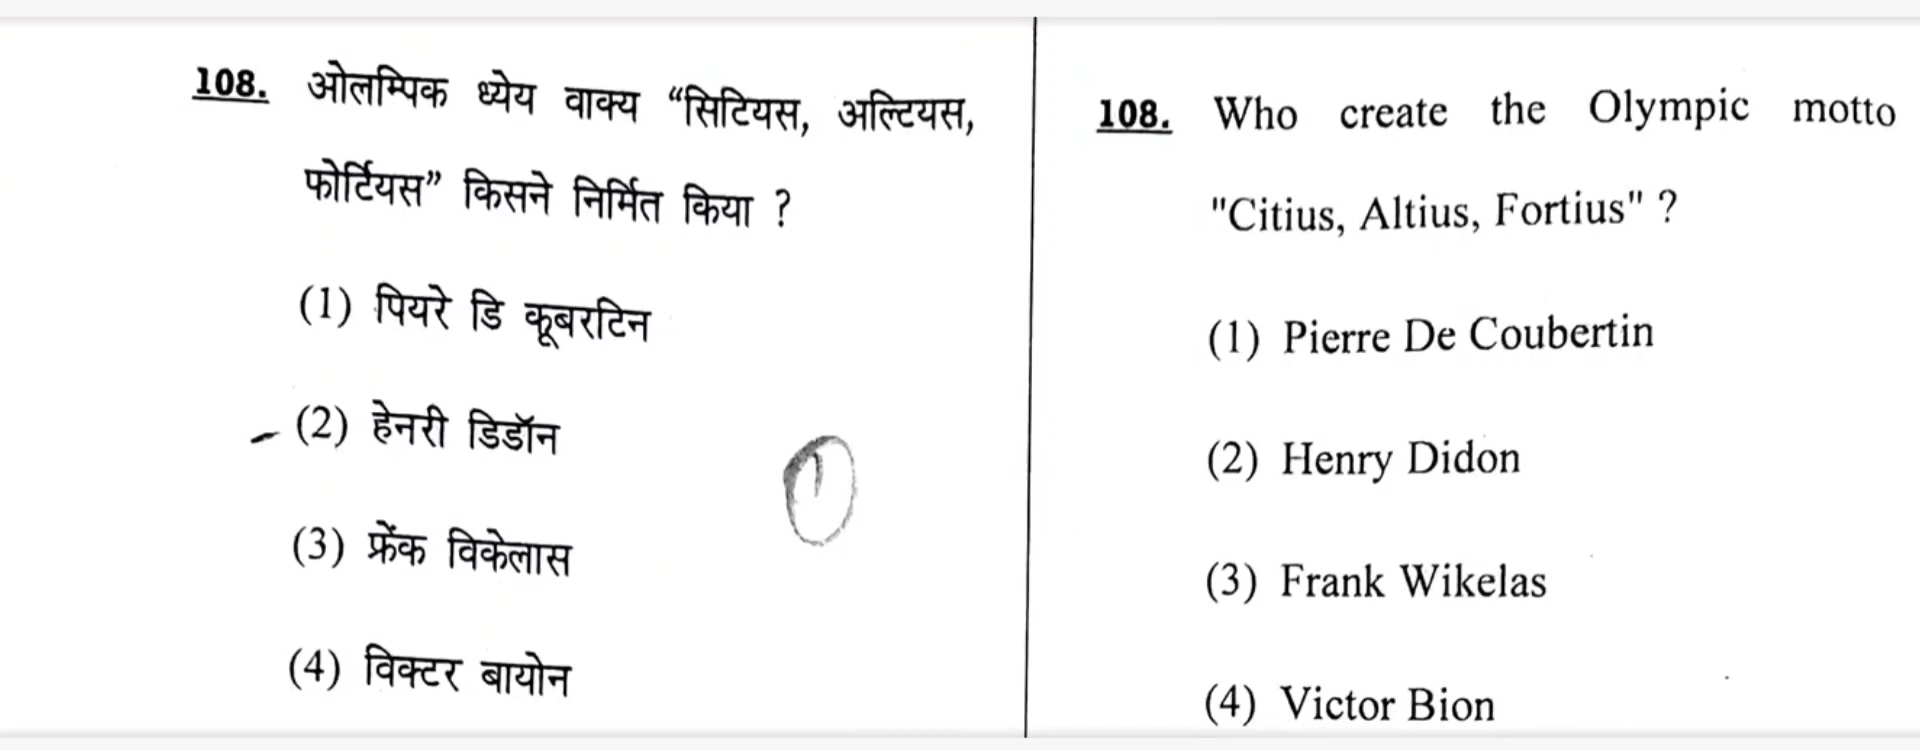 108. ओलम्पिक ध्येय वाक्य “सिटियस, अल्टियस,
फोर्टियस” किसने निर्मित किया ?
(1) पियरे डि कूबरटिन
(2) हेनरी डिडॉन
(3) फ्रेंक विकेलास
(4) विक्टर बायोन
108. Who create the Olympic motto
"Citius, Altius, Fortius" ?
(1) Pierre De Coubertin
(2) Henry Didon
(3) Frank Wikelas
(4) Victor Bion